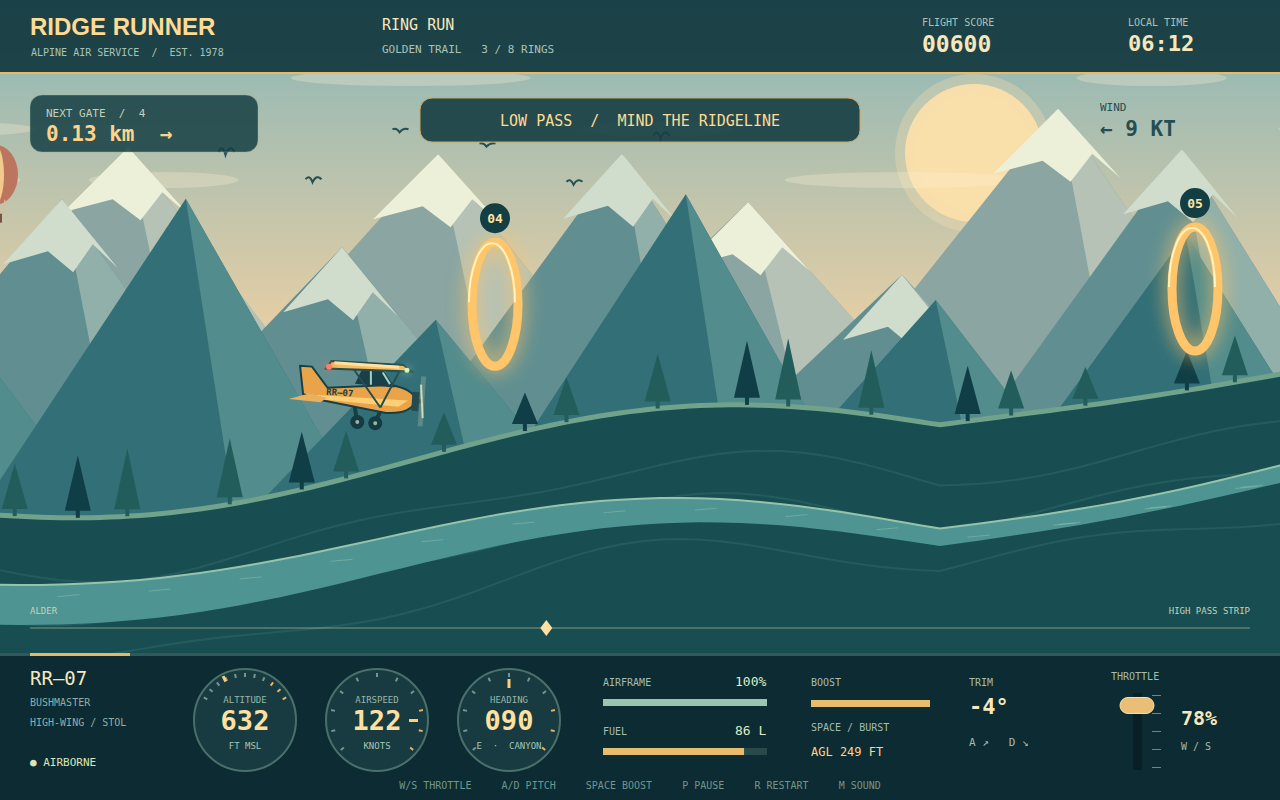 RIDGE RUNNER
ALPINE AIR SERVICE / EST. 1978
RING RUN
GOLDEN TRAIL 3 / 8 RINGS
FLIGHT SCORE
00600
LOCAL TIME
06:12
NEXT GATE / 4
0.13 km →
LOW PASS / MIND THE RIDGELINE
WIND
← 9 KT
04
05
RR—07
ALDER
HIGH PASS STRIP
RR—07
BUSHMASTER
HIGH-WING / STOL
● AIRBORNE
ALTITUDE
632
FT MSL
AIRSPEED
122
KNOTS
HEADING
090
E · CANYON
AIRFRAME 100%
FUEL 86 L
BOOST
SPACE / BURST
AGL 249 FT
TRIM
-4°
A ↗ D ↘
THROTTLE
78%
W / S
W/S THROTTLE A/D PITCH SPACE BOOST P PAUSE R RESTART M SOUND